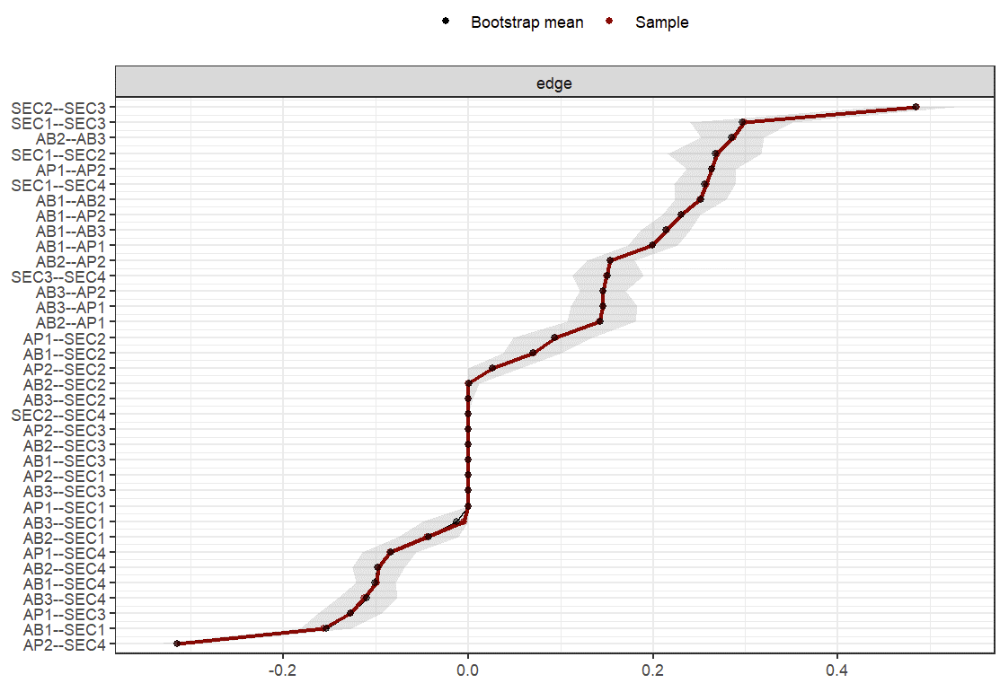 Bootstrap mean Sample
edge
SEC2--SEC3
SEC1--SEC3
AB2--AB3
SEC1--SEC2
AP1--AP2
SEC1--SEC4
AB1--AB2
AB1--AP2
AB1--AB3
AB1--AP1
AB2--AP2
SEC3--SEC4
AB3--AP2
AB3--AP1
AB2--AP1
AP1--SEC2
AB1--SEC2
AP2--SEC2
AB2--SEC2
AB3--SEC2
SEC2--SEC4
AP2--SEC3
AB2--SEC3
AB1--SEC3
AP2--SEC1
AB3--SEC3
AP1--SEC1
AB3--SEC1
AB2--SEC1
AP1--SEC4
AB2--SEC4
AB1--SEC4
AB3--SEC4
AP1--SEC3
AB1--SEC1
AP2--SEC4
-0.2 0.0 0.2 0.4